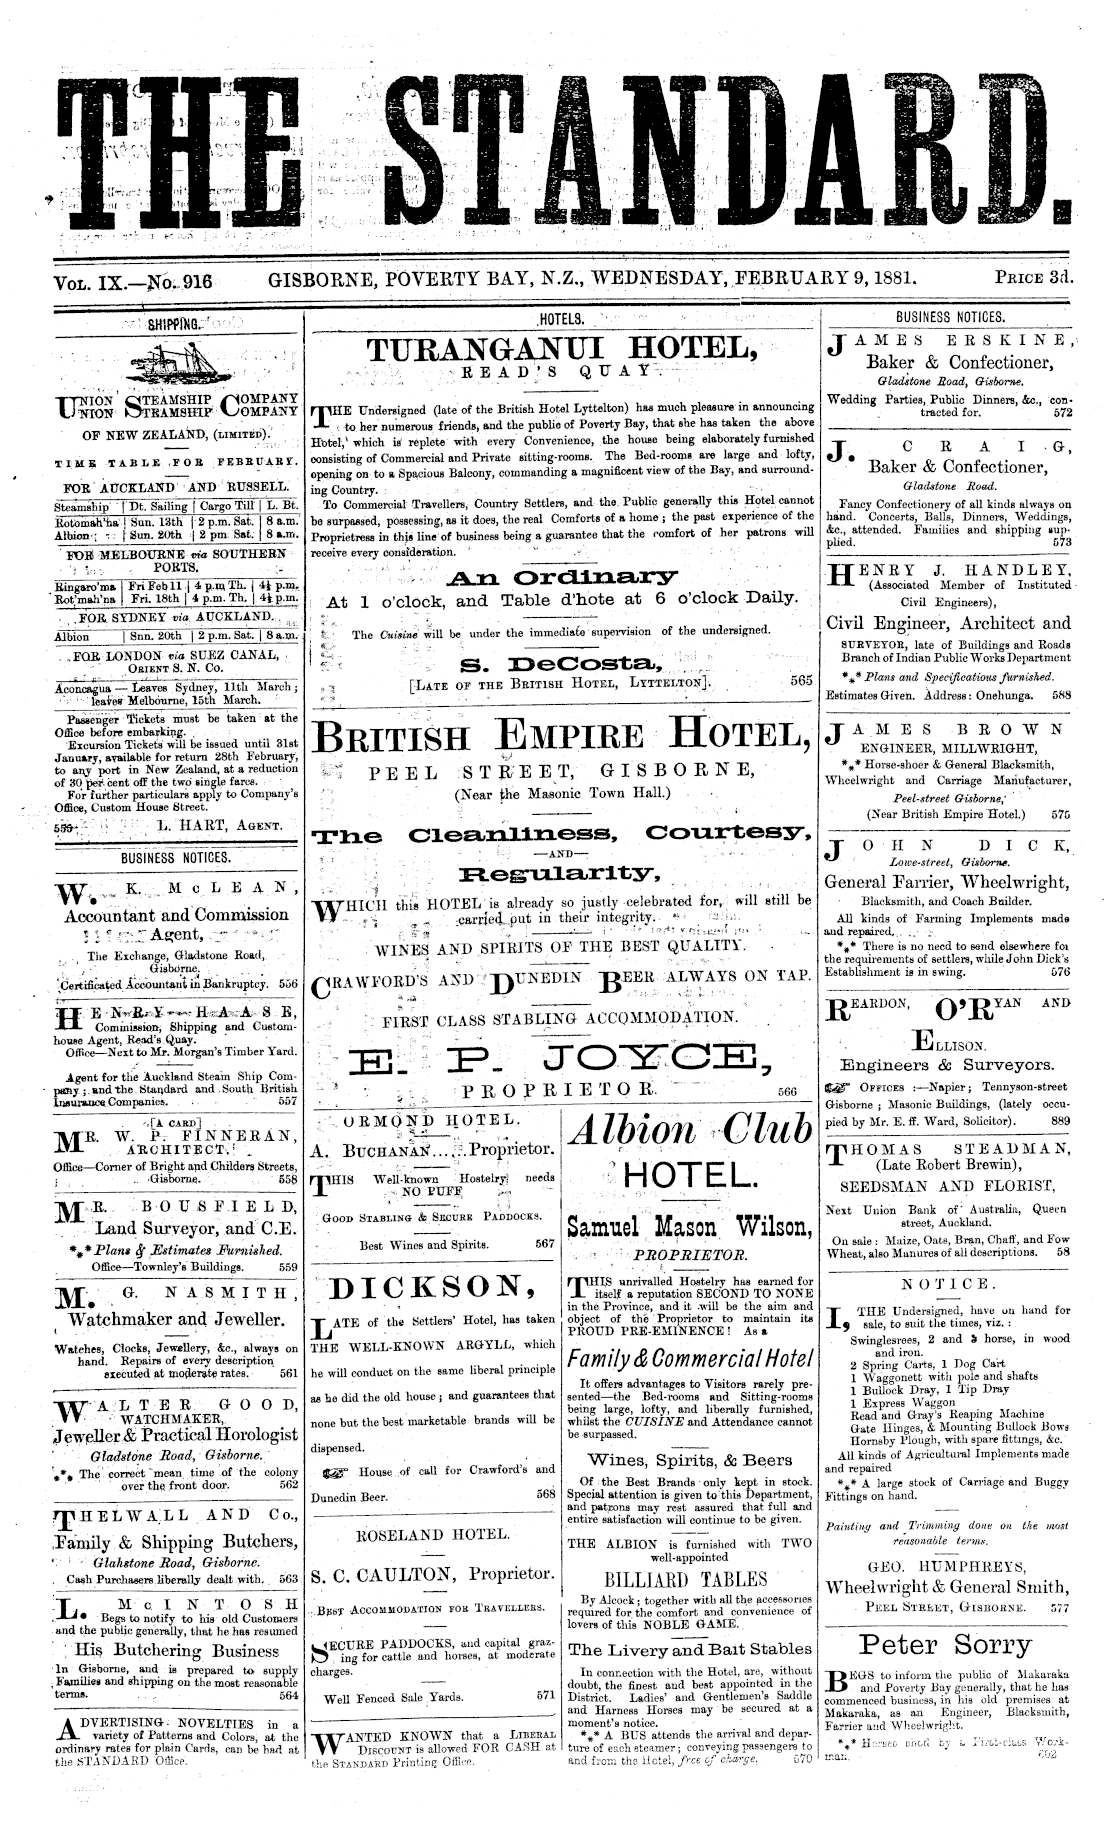 THE STANDARD.
VOL. IX.—No. 916 GISBORNE, POVERTY BAY, N.Z., WEDNESDAY, FEBRUARY 9, 1881. PRICE 3d.
SHIPPING.
UNION STEAMSHIP COMPANY
UNION STEAMSHIP COMPANY
OF NEW ZEALAND, (LIMITED).
TIME TABLE FOR FEBRUARY.
FOR AUCKLAND AND RUSSELL.
Steamship | Dt. Sailing | Cargo Till | L. Bt.
Rotomah'na | Sun. 13th | 2 p.m. Sat. | 8 a.m.
Albion | Sun. 20th | 2 pm. Sat. | 8 a.m.
FOR MELBOURNE via SOUTHERN
PORTS.
Ringaro'ma | Fri Feb 11 | 4 p.m Th. | 4½ p.m.
Rot'mah'na | Fri. 18th | 4 p.m. Th. | 4½ p.m.
FOR SYDNEY via AUCKLAND.
Albion | Snn. 20th | 2 p.m. Sat. | 8 a.m.
FOR LONDON via SUEZ CANAL,
ORIENT S. N. Co.
Aconcagua — Leaves Sydney, 11th March;
leaves Melbourne, 15th March.
Passenger Tickets must be taken at the
Office before embarking.
Excursion Tickets will be issued until 31st
January, available for return 28th February,
to any port in New Zealand, at a reduction
of 30 per cent off the two single fares.
For further particulars apply to Company's
Office, Custom House Street.
559 L. HART, AGENT.
BUSINESS NOTICES.
W. K. McLEAN,
Accountant and Commission
Agent,
The Exchange, Gladstone Road,
Gisborne.
Certificated Accountant in Bankruptcy. 556
HENRY HAASE,
Commission, Shipping and Custom-
house Agent, Read's Quay.
Office—Next to Mr. Morgan's Timber Yard.
Agent for the Auckland Steam Ship Com-
pany; and the Standard and South British
Insurance Companies. 557
[A CARD]
MR. W. P. FINNERAN,
ARCHITECT.
Office—Corner of Bright and Childers Streets,
Gisborne. 558
MR. BOUSFIELD,
Land Surveyor, and C.E.
*** Plans & Estimates Furnished.
Office—Townley's Buildings. 559
M. G. NASMITH,
Watchmaker and Jeweller.
Watches, Clocks, Jewellery, &c., always on
hand. Repairs of every description
executed at moderate rates. 561
WALTER GOOD,
WATCHMAKER,
Jeweller & Practical Horologist
Gladstone Road, Gisborne.
*** The correct mean time of the colony
over the front door. 562
THELWALL AND Co.,
Family & Shipping Butchers,
Glahstone Road, Gisborne.
Cash Purchasers liberally dealt with. 563
L. McINTOSH
Begs to notify to his old Customers
and the public generally, that he has resumed
His Butchering Business
In Gisborne, and is prepared to supply
Families and shipping on the most reasonable
terms. 564
ADVERTISING NOVELTIES in a
variety of Patterns and Colors, at the
ordinary rates for plain Cards, can be had at
the STANDARD Office.
HOTELS.
TURANGANUI HOTEL,
READ'S QUAY
THE Undersigned (late of the British Hotel Lyttelton) has much pleasure in announcing
to her numerous friends, and the public of Poverty Bay, that she has taken the above
Hotel, which is replete with every Convenience, the house being elaborately furnished
consisting of Commercial and Private sitting-rooms. The Bed-rooms are large and lofty,
opening on to a Spacious Balcony, commanding a magnificent view of the Bay, and surround-
ing Country.
To Commercial Travellers, Country Settlers, and the Public generally this Hotel cannot
be surpassed, possessing, as it does, the real Comforts of a home; the past experience of the
Proprietress in this line of business being a guarantee that the comfort of her patrons will
receive every consideration.
An Ordinary
At 1 o'clock, and Table d'hote at 6 o'clock Daily.
The Cuisine will be under the immediate supervision of the undersigned.
S. DeCosta,
[LATE OF THE BRITISH HOTEL, LYTTELTON]. 565
BRITISH EMPIRE HOTEL,
PEEL STREET, GISBORNE,
(Near the Masonic Town Hall.)
The Cleanliness, Courtesy,
—AND—
Regularity,
WHICH this HOTEL is already so justly celebrated for, will still be
carried out in their integrity.
WINES AND SPIRITS OF THE BEST QUALITY.
CRAWFORD'S AND DUNEDIN BEER ALWAYS ON TAP.
FIRST CLASS STABLING ACCOMMODATION.
E. P. JOYCE,
PROPRIETOR. 566
ORMOND HOTEL.
A. BUCHANAN.....Proprietor.
THIS Well-known Hostelry needs
NO PUFF
GOOD STABLING & SECURE PADDOCKS.
Best Wines and Spirits. 567
DICKSON,
LATE of the Settlers' Hotel, has taken
THE WELL-KNOWN ARGYLL, which
he will conduct on the same liberal principle
as he did the old house; and guarantees that
none but the best marketable brands will be
dispensed.
House of call for Crawford's and
Dunedin Beer. 568
ROSELAND HOTEL.
S. C. CAULTON, Proprietor.
BEST ACCOMMODATION FOR TRAVELLERS.
SECURE PADDOCKS, and capital graz-
ing for cattle and horses, at moderate
charges.
Well Fenced Sale Yards. 571
WANTED KNOWN that a LIBERAL
DISCOUNT is allowed FOR CASH at
the STANDARD Printing Office.
Albion Club
HOTEL.
Samuel Mason Wilson,
PROPRIETOR.
THIS unrivalled Hostelry has earned for
itself a reputation SECOND TO NONE
in the Province, and it will be the aim and
object of the Proprietor to maintain its
PROUD PRE-EMINENCE! As a
Family & Commercial Hotel
It offers advantages to Visitors rarely pre-
sented—the Bed-rooms and Sitting-rooms
being large, lofty, and liberally furnished,
whilst the CUISINE and Attendance cannot
be surpassed.
Wines, Spirits, & Beers
Of the Best Brands only kept in stock.
Special attention is given to this Department,
and patrons may rest assured that full and
entire satisfaction will continue to be given.
THE ALBION is furnished with TWO
well-appointed
BILLIARD TABLES
By Alcock; together with all the accessories
required for the comfort and convenience of
lovers of this NOBLE GAME.
The Livery and Bait Stables
In connection with the Hotel, are, without
doubt, the finest and best appointed in the
District. Ladies' and Gentlemen's Saddle
and Harness Horses may be secured at a
moment's notice.
*** A BUS attends the arrival and depar-
ture of each steamer; conveying passengers to
and from the Hotel, free of charge. 570
BUSINESS NOTICES.
JAMES ERSKINE,
Baker & Confectioner,
Gladstone Road, Gisborne.
Wedding Parties, Public Dinners, &c., con-
tracted for. 572
J. CRAIG,
Baker & Confectioner,
Gladstone Road.
Fancy Confectionery of all kinds always on
hand. Concerts, Balls, Dinners, Weddings,
&c., attended. Families and shipping sup-
plied. 573
HENRY J. HANDLEY,
(Associated Member of Instituted
Civil Engineers),
Civil Engineer, Architect and
SURVEYOR, late of Buildings and Roads
Branch of Indian Public Works Department
*** Plans and Specifications furnished.
Estimates Given. Address: Onehunga. 588
JAMES BROWN
ENGINEER, MILLWRIGHT,
*** Horse-shoer & General Blacksmith,
Wheelwright and Carriage Manufacturer,
Peel-street Gisborne,
(Near British Empire Hotel.) 575
JOHN DICK,
Lowe-street, Gisborne.
General Farrier, Wheelwright,
Blacksmith, and Coach Builder.
All kinds of Farming Implements made
and repaired,
*** There is no need to send elsewhere for
the requirements of settlers, while John Dick's
Establishment is in swing. 576
REARDON, O'RYAN AND
ELLISON.
Engineers & Surveyors.
OFFICES:—Napier; Tennyson-street
Gisborne; Masonic Buildings, (lately occu-
pied by Mr. E. ff. Ward, Solicitor). 889
THOMAS STEADMAN,
(Late Robert Brewin),
SEEDSMAN AND FLORIST,
Next Union Bank of Australia, Queen
street, Auckland.
On sale: Maize, Oats, Bran, Chaff, and Fow
Wheat, also Manures of all descriptions. 58
NOTICE.
I, THE Undersigned, have on hand for
sale, to suit the times, viz.:
Swinglesrees, 2 and 3 horse, in wood
and iron.
2 Spring Carts, 1 Dog Cart
1 Waggonett with pole and shafts
1 Bullock Dray, 1 Tip Dray
1 Express Waggon
Read and Gray's Reaping Machine
Gate Hinges, & Mounting Bullock Bows
Hornsby Plough, with spare fittings, &c.
All kinds of Agricultural Implements made
and repaired
*** A large stock of Carriage and Buggy
Fittings on hand.
Painting and Trimming done on the most
reasonable terms.
GEO. HUMPHREYS,
Wheelwright & General Smith,
PEEL STREET, GISBORNE. 577
Peter Sorry
BEGS to inform the public of Makaraka
and Poverty Bay generally, that he has
commenced business, in his old premises at
Makaraka, as an Engineer, Blacksmith,
Farrier and Wheelwright.
*** Horses shod by a First-class Work-
man. 602